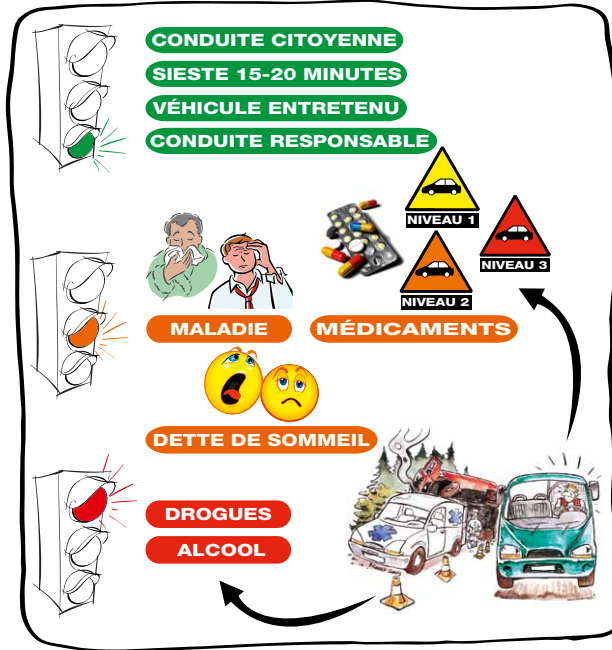 CONDUITE CITOYENNE
SIESTE 15-20 MINUTES
VÉHICULE ENTRETENU
CONDUITE RESPONSABLE
NIVEAU 1
NIVEAU 3
NIVEAU 2
MALADIE
MÉDICAMENTS
DETTE DE SOMMEIL
DROGUES
ALCOOL